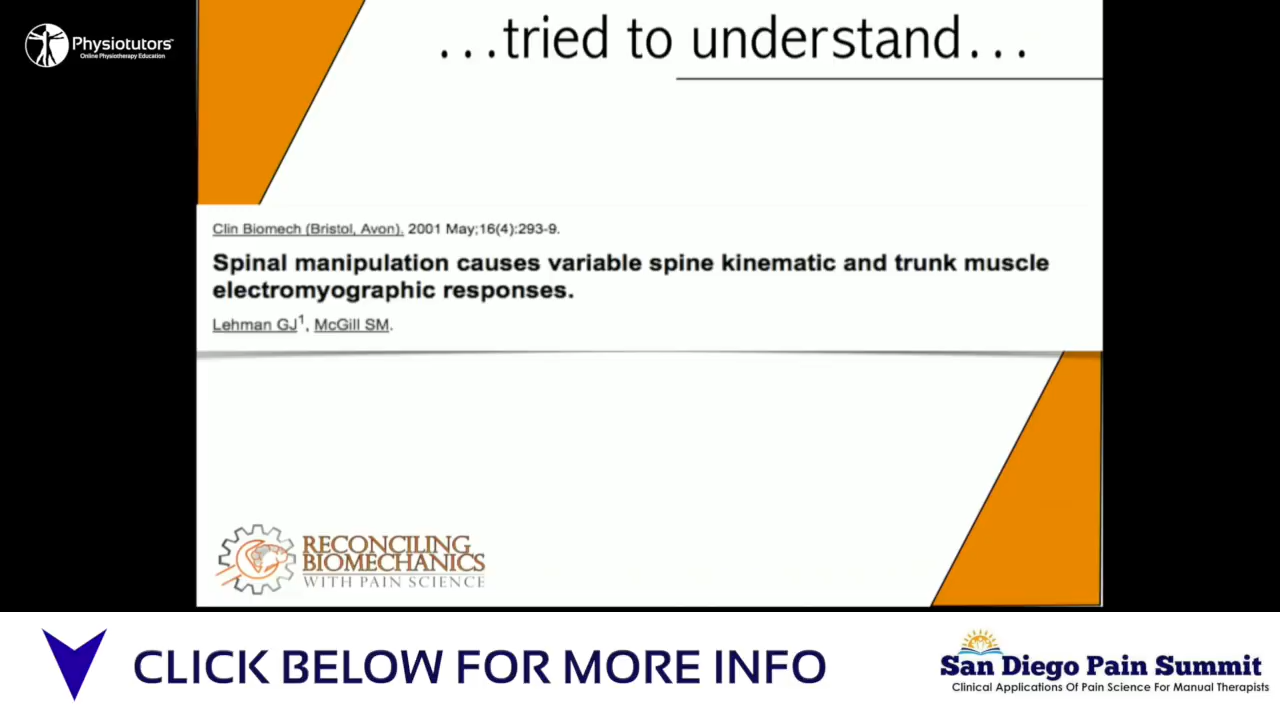 Physiotutors
Online Physiotherapy Education
...tried to understand...
Clin Biomech (Bristol, Avon). 2001 May;16(4):293-9.
Spinal manipulation causes variable spine kinematic and trunk muscle
electromyographic responses.
Lehman GJ1, McGill SM.
RECONCILING
BIOMECHANICS
WITH PAIN SCIENCE
CLICK BELOW FOR MORE INFO
San Diego Pain Summit
Clinical Applications Of Pain Science For Manual Therapists